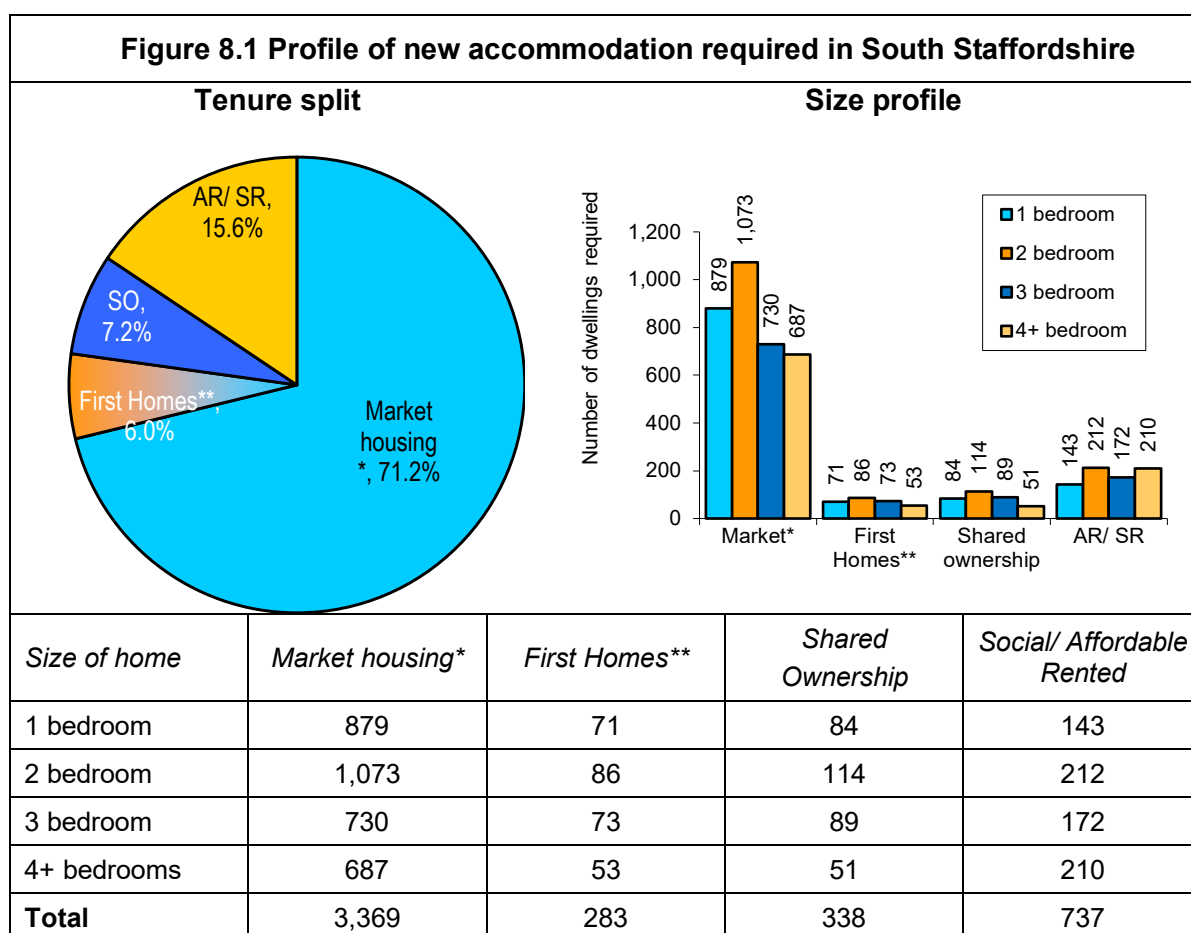 Figure 8.1 Profile of new accommodation required in South Staffordshire
Tenure split
AR/ SR,
15.6%
SO,
7.2%
First Homes**,
6.0%
Market
housing
*, 71.2%
Size profile
Number of dwellings required
1,200
1,000
800
600
400
200
0
879
1,073
730
687
71
86
73
53
84
114
89
51
143
212
172
210
Market*
First
Homes**
Shared
ownership
AR/ SR
1 bedroom
2 bedroom
3 bedroom
4+ bedroom
Size of home Market housing* First Homes** Shared Ownership Social/ Affordable Rented
1 bedroom 879 71 84 143
2 bedroom 1,073 86 114 212
3 bedroom 730 73 89 172
4+ bedrooms 687 53 51 210
Total 3,369 283 338 737